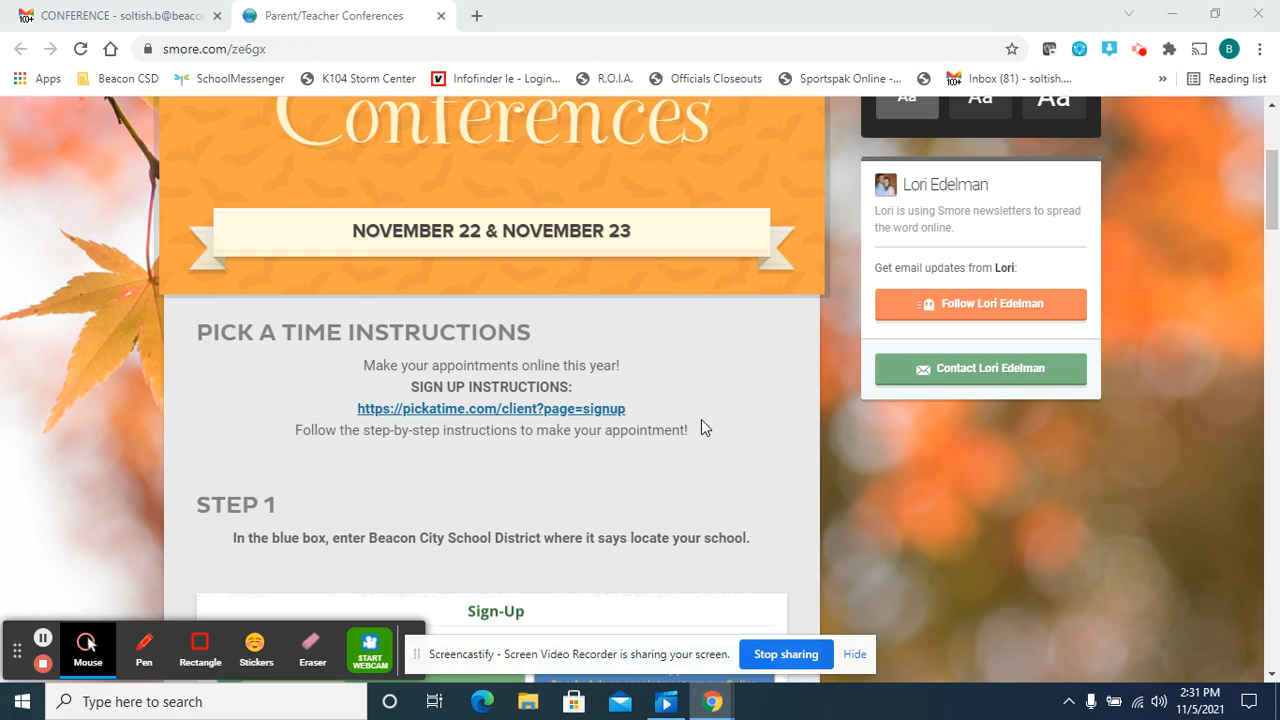 CONFERENCE - soltish.b@beacon
Parent/Teacher Conferences
smore.com/ze6gx
B
Apps
Beacon CSD
SchoolMessenger
K104 Storm Center
Infofinder le - Login...
R.O.I.A.
Officials Closeouts
Sportspak Online -...
Inbox (81) - soltish....
Reading list
Conferences
Aa
Aa
Aa
NOVEMBER 22 & NOVEMBER 23
Lori Edelman
Lori is using Smore newsletters to spread
the word online.
Get email updates from Lori:
Follow Lori Edelman
Contact Lori Edelman
PICK A TIME INSTRUCTIONS
Make your appointments online this year!
SIGN UP INSTRUCTIONS:
https://pickatime.com/client?page=signup
Follow the step-by-step instructions to make your appointment!
STEP 1
In the blue box, enter Beacon City School District where it says locate your school.
Sign-Up
Mouse
Pen
Rectangle
Stickers
Eraser
START
WEBCAM
Screencastify - Screen Video Recorder is sharing your screen.
Stop sharing
Hide
Type here to search
2:31 PM
11/5/2021